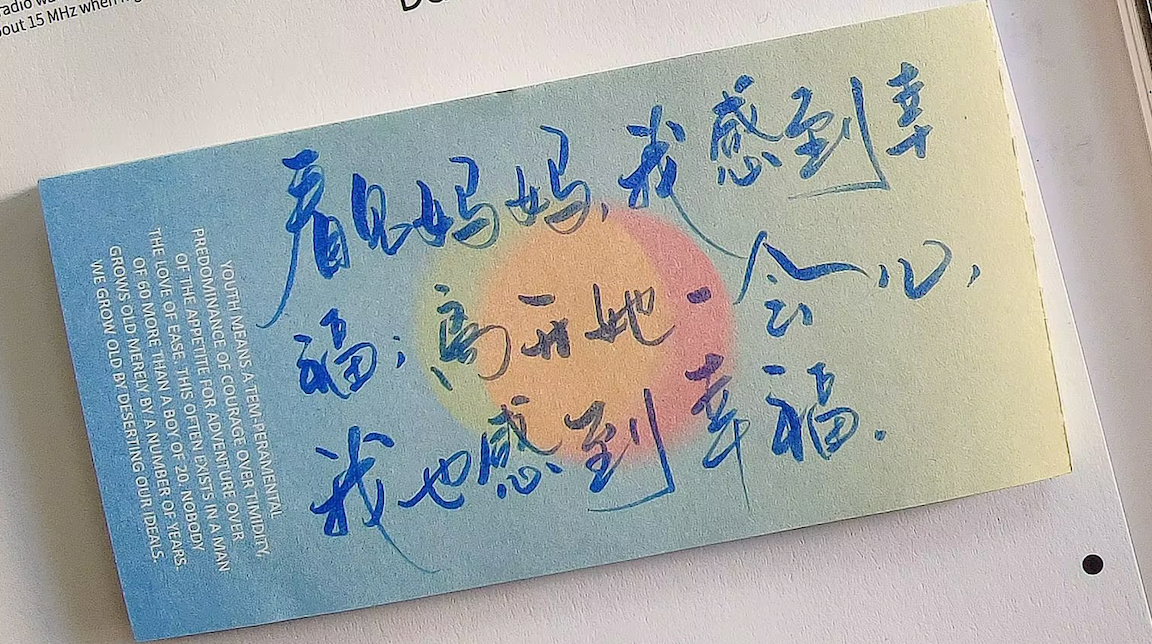 radio wa
out 15 MHz when
看见妈妈,我感到幸
福;离开她一会儿,
我也感到幸福.
YOUTH MEANS A TEM-PERAMENTAL
PREDOMINANCE OF COURAGE OVER TIMIDITY,
OF THE APPETITE FOR ADVENTURE OVER
THE LOVE OF EASE. THIS OFTEN EXISTS IN A MAN
OF 60 MORE THAN A BOY OF 20. NOBODY
GROWS OLD MERELY BY A NUMBER OF YEARS.
WE GROW OLD BY DESERTING OUR IDEALS.